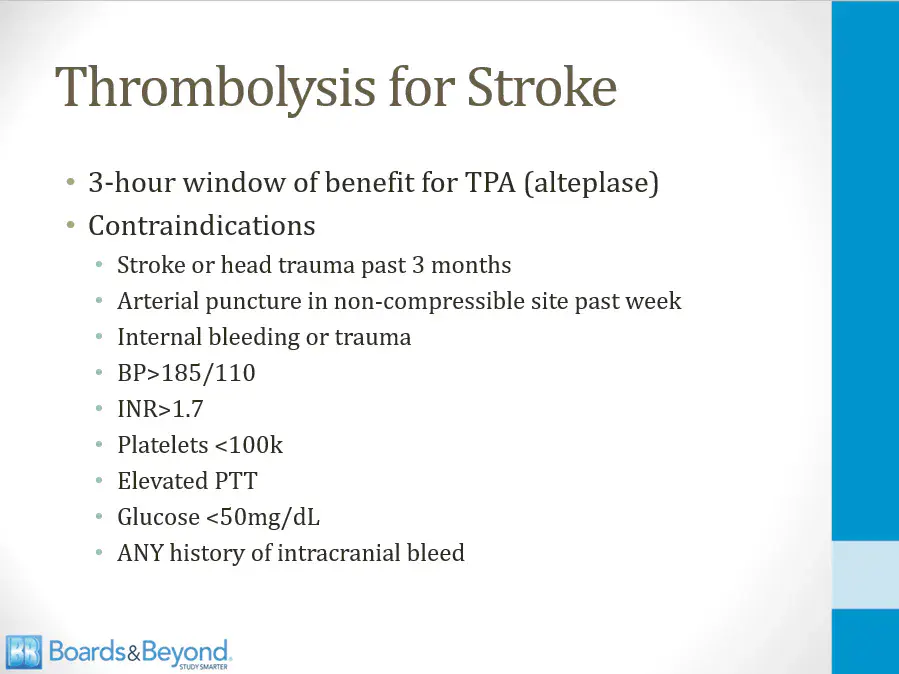 Thrombolysis for Stroke
• 3-hour window of benefit for TPA (alteplase)
• Contraindications
• Stroke or head trauma past 3 months
• Arterial puncture in non-compressible site past week
• Internal bleeding or trauma
• BP>185/110
• INR>1.7
• Platelets <100k
• Elevated PTT
• Glucose <50mg/dL
• ANY history of intracranial bleed
BB Boards&Beyond.
STUDY SMARTER